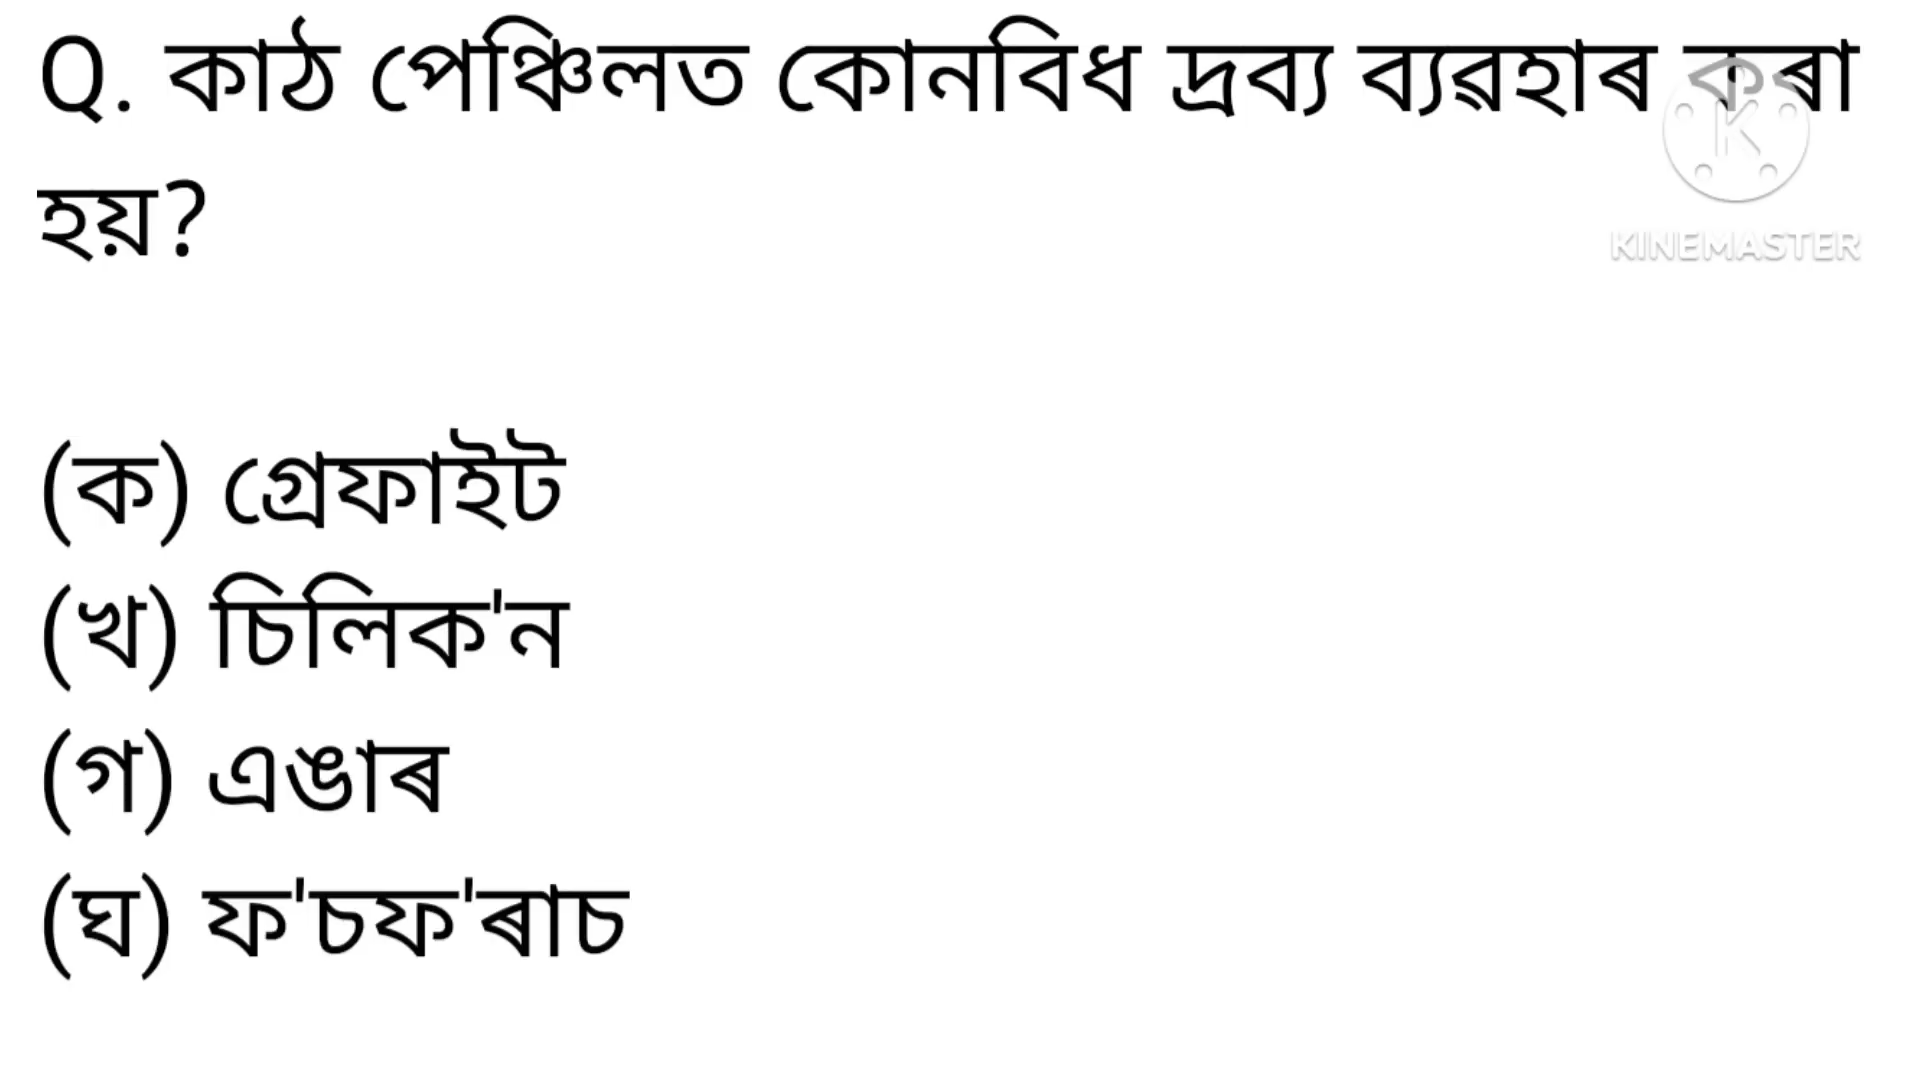 Q. কাঠ পেঞ্চিলত কোনবিধ দ্ৰব্য ব্যৱহাৰ কৰা
হয়?
KINEMASTER
(ক) গ্ৰেফাইট
(খ) চিলিক'ন
(গ) এঙাৰ
(ঘ) ফ'চফ'ৰাচ